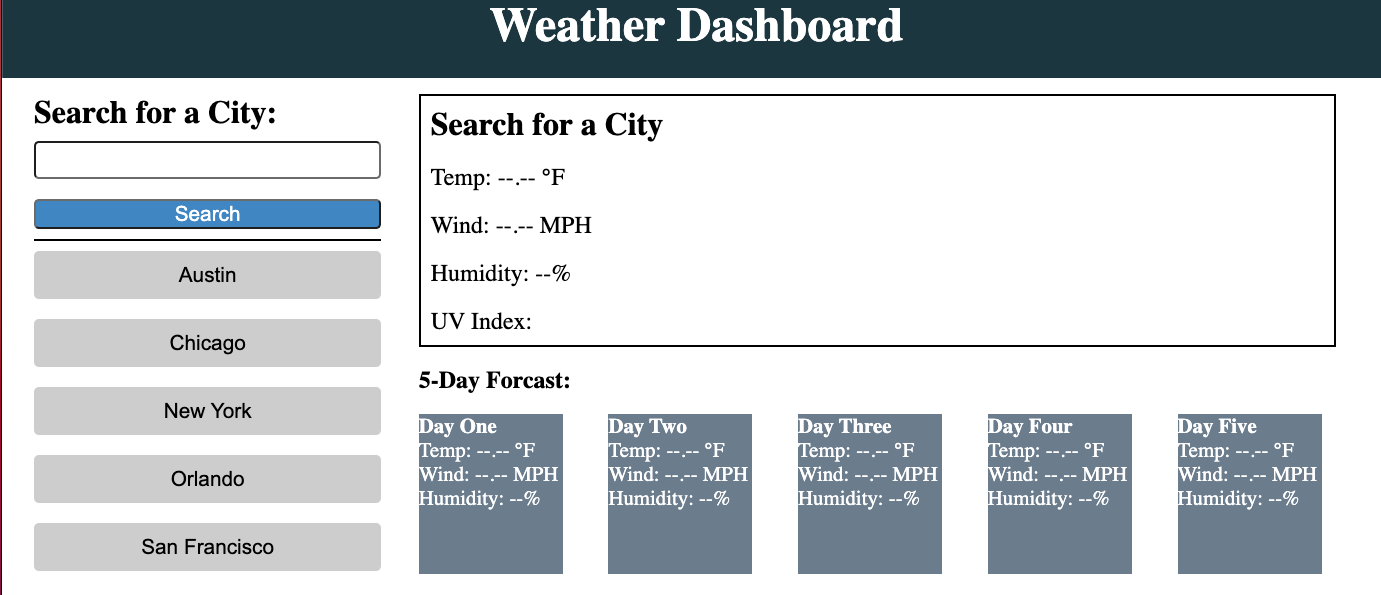 Weather Dashboard
Search for a City:
Search
Austin
Chicago
New York
Orlando
San Francisco
Search for a City
Temp: --.-- °F
Wind: --.-- MPH
Humidity: --%
UV Index:
5-Day Forcast:
Day One
Temp: --.-- °F
Wind: --.-- MPH
Humidity: --%
Day Two
Temp: --.-- °F
Wind: --.-- MPH
Humidity: --%
Day Three
Temp: --.-- °F
Wind: --.-- MPH
Humidity: --%
Day Four
Temp: --.-- °F
Wind: --.-- MPH
Humidity: --%
Day Five
Temp: --.-- °F
Wind: --.-- MPH
Humidity: --%